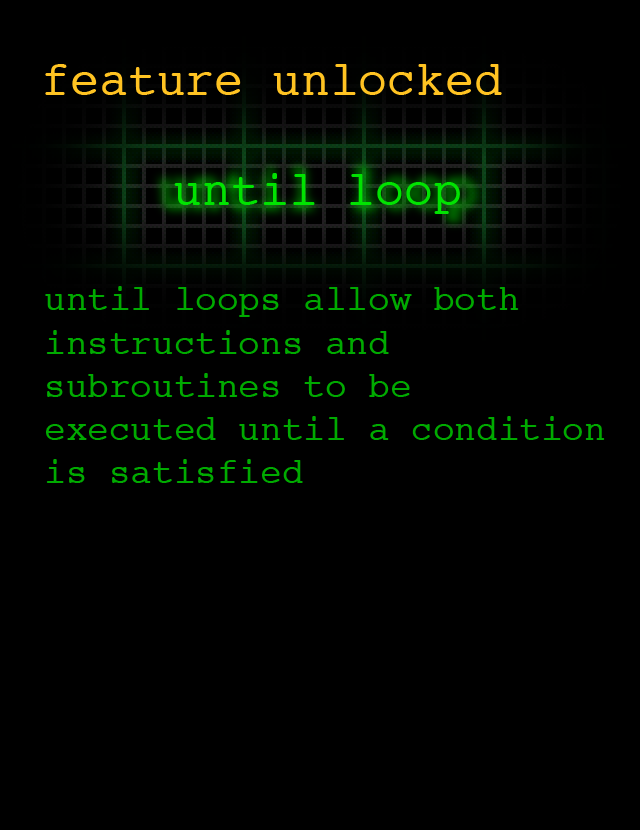 feature unlocked
until loop
until loops allow both
instructions and
subroutines to be
executed until a condition
is satisfied